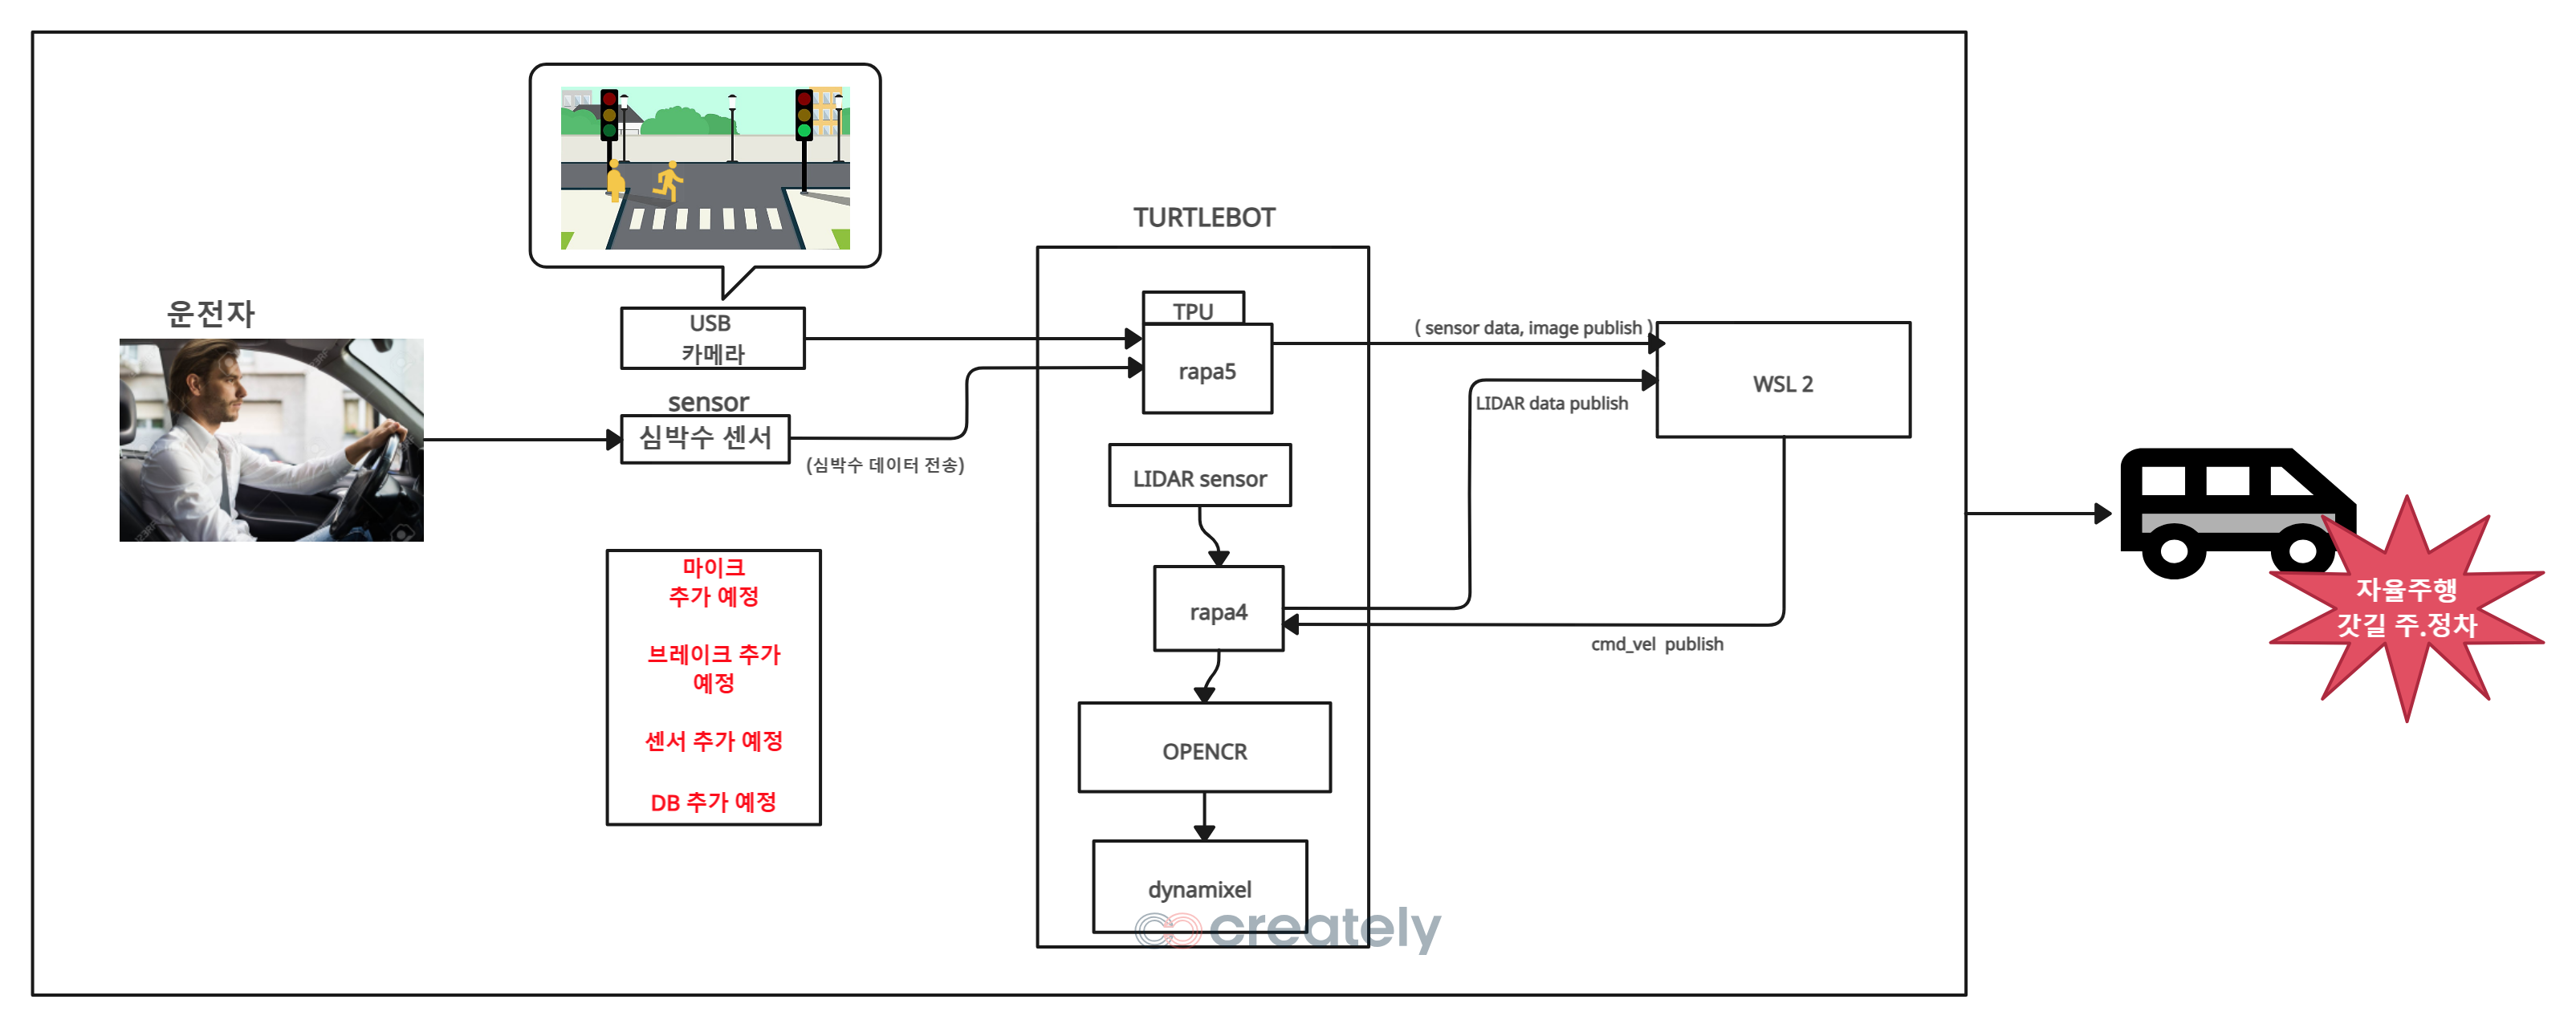 운전자
USB
카메라
sensor
심박수 센서
(심박수 데이터 전송)
마이크
추가 예정
브레이크 추가
예정
센서 추가 예정
DB 추가 예정
TURTLEBOT
TPU
rapa5
LIDAR sensor
rapa4
OPENCR
dynamixel
creately
( sensor data, image publish )
LIDAR data publish
WSL 2
cmd_vel publish
자율주행
갓길 주.정차